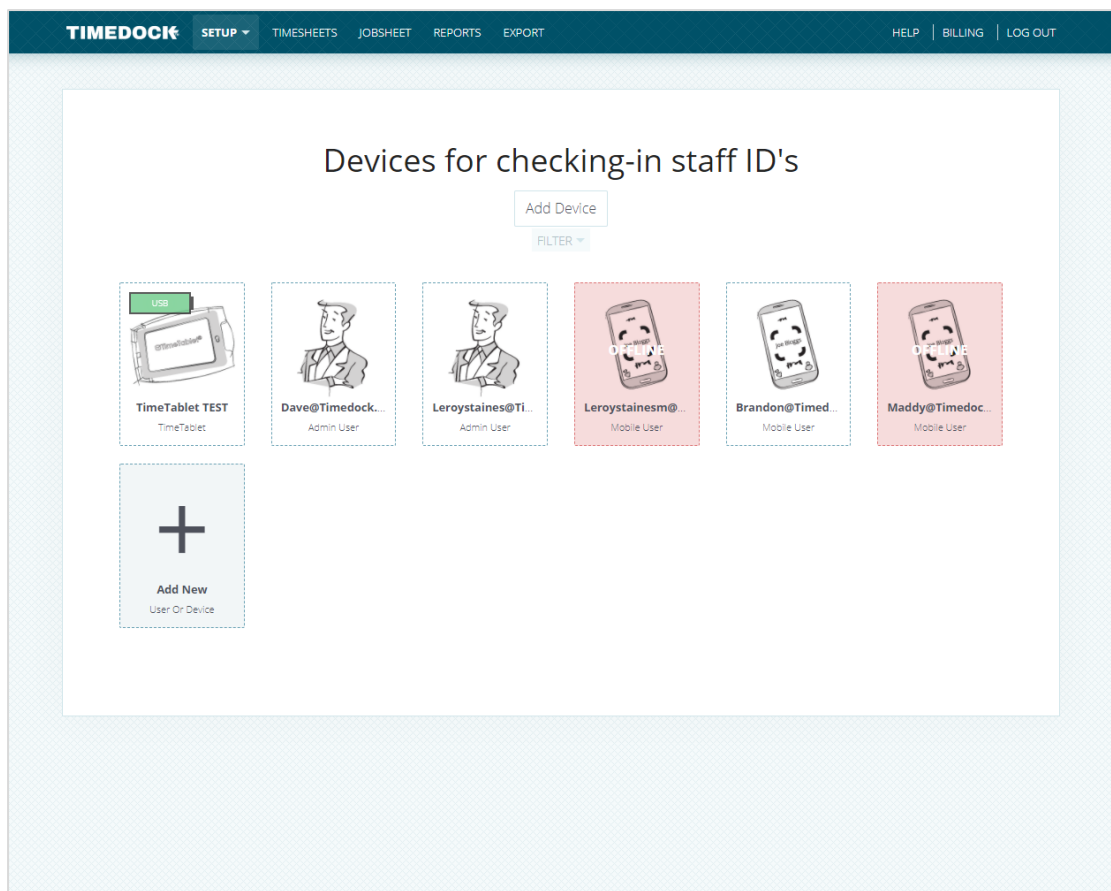 TIMEDOCK SETUP TIMESHEETS JOBSHEET REPORTS EXPORT HELP BILLING LOG OUT
Devices for checking-in staff ID's
Add Device
FILTER
USB
TimeTablet TEST
TimeTablet
Dave@Timedock....
Admin User
Leroystaines@Ti...
Admin User
OFFLINE
Leroystainesm@...
Mobile User
Joe Bloggs
Brandon@Timed...
Mobile User
OFFLINE
Maddy@Timedoc...
Mobile User
Add New
User Or Device